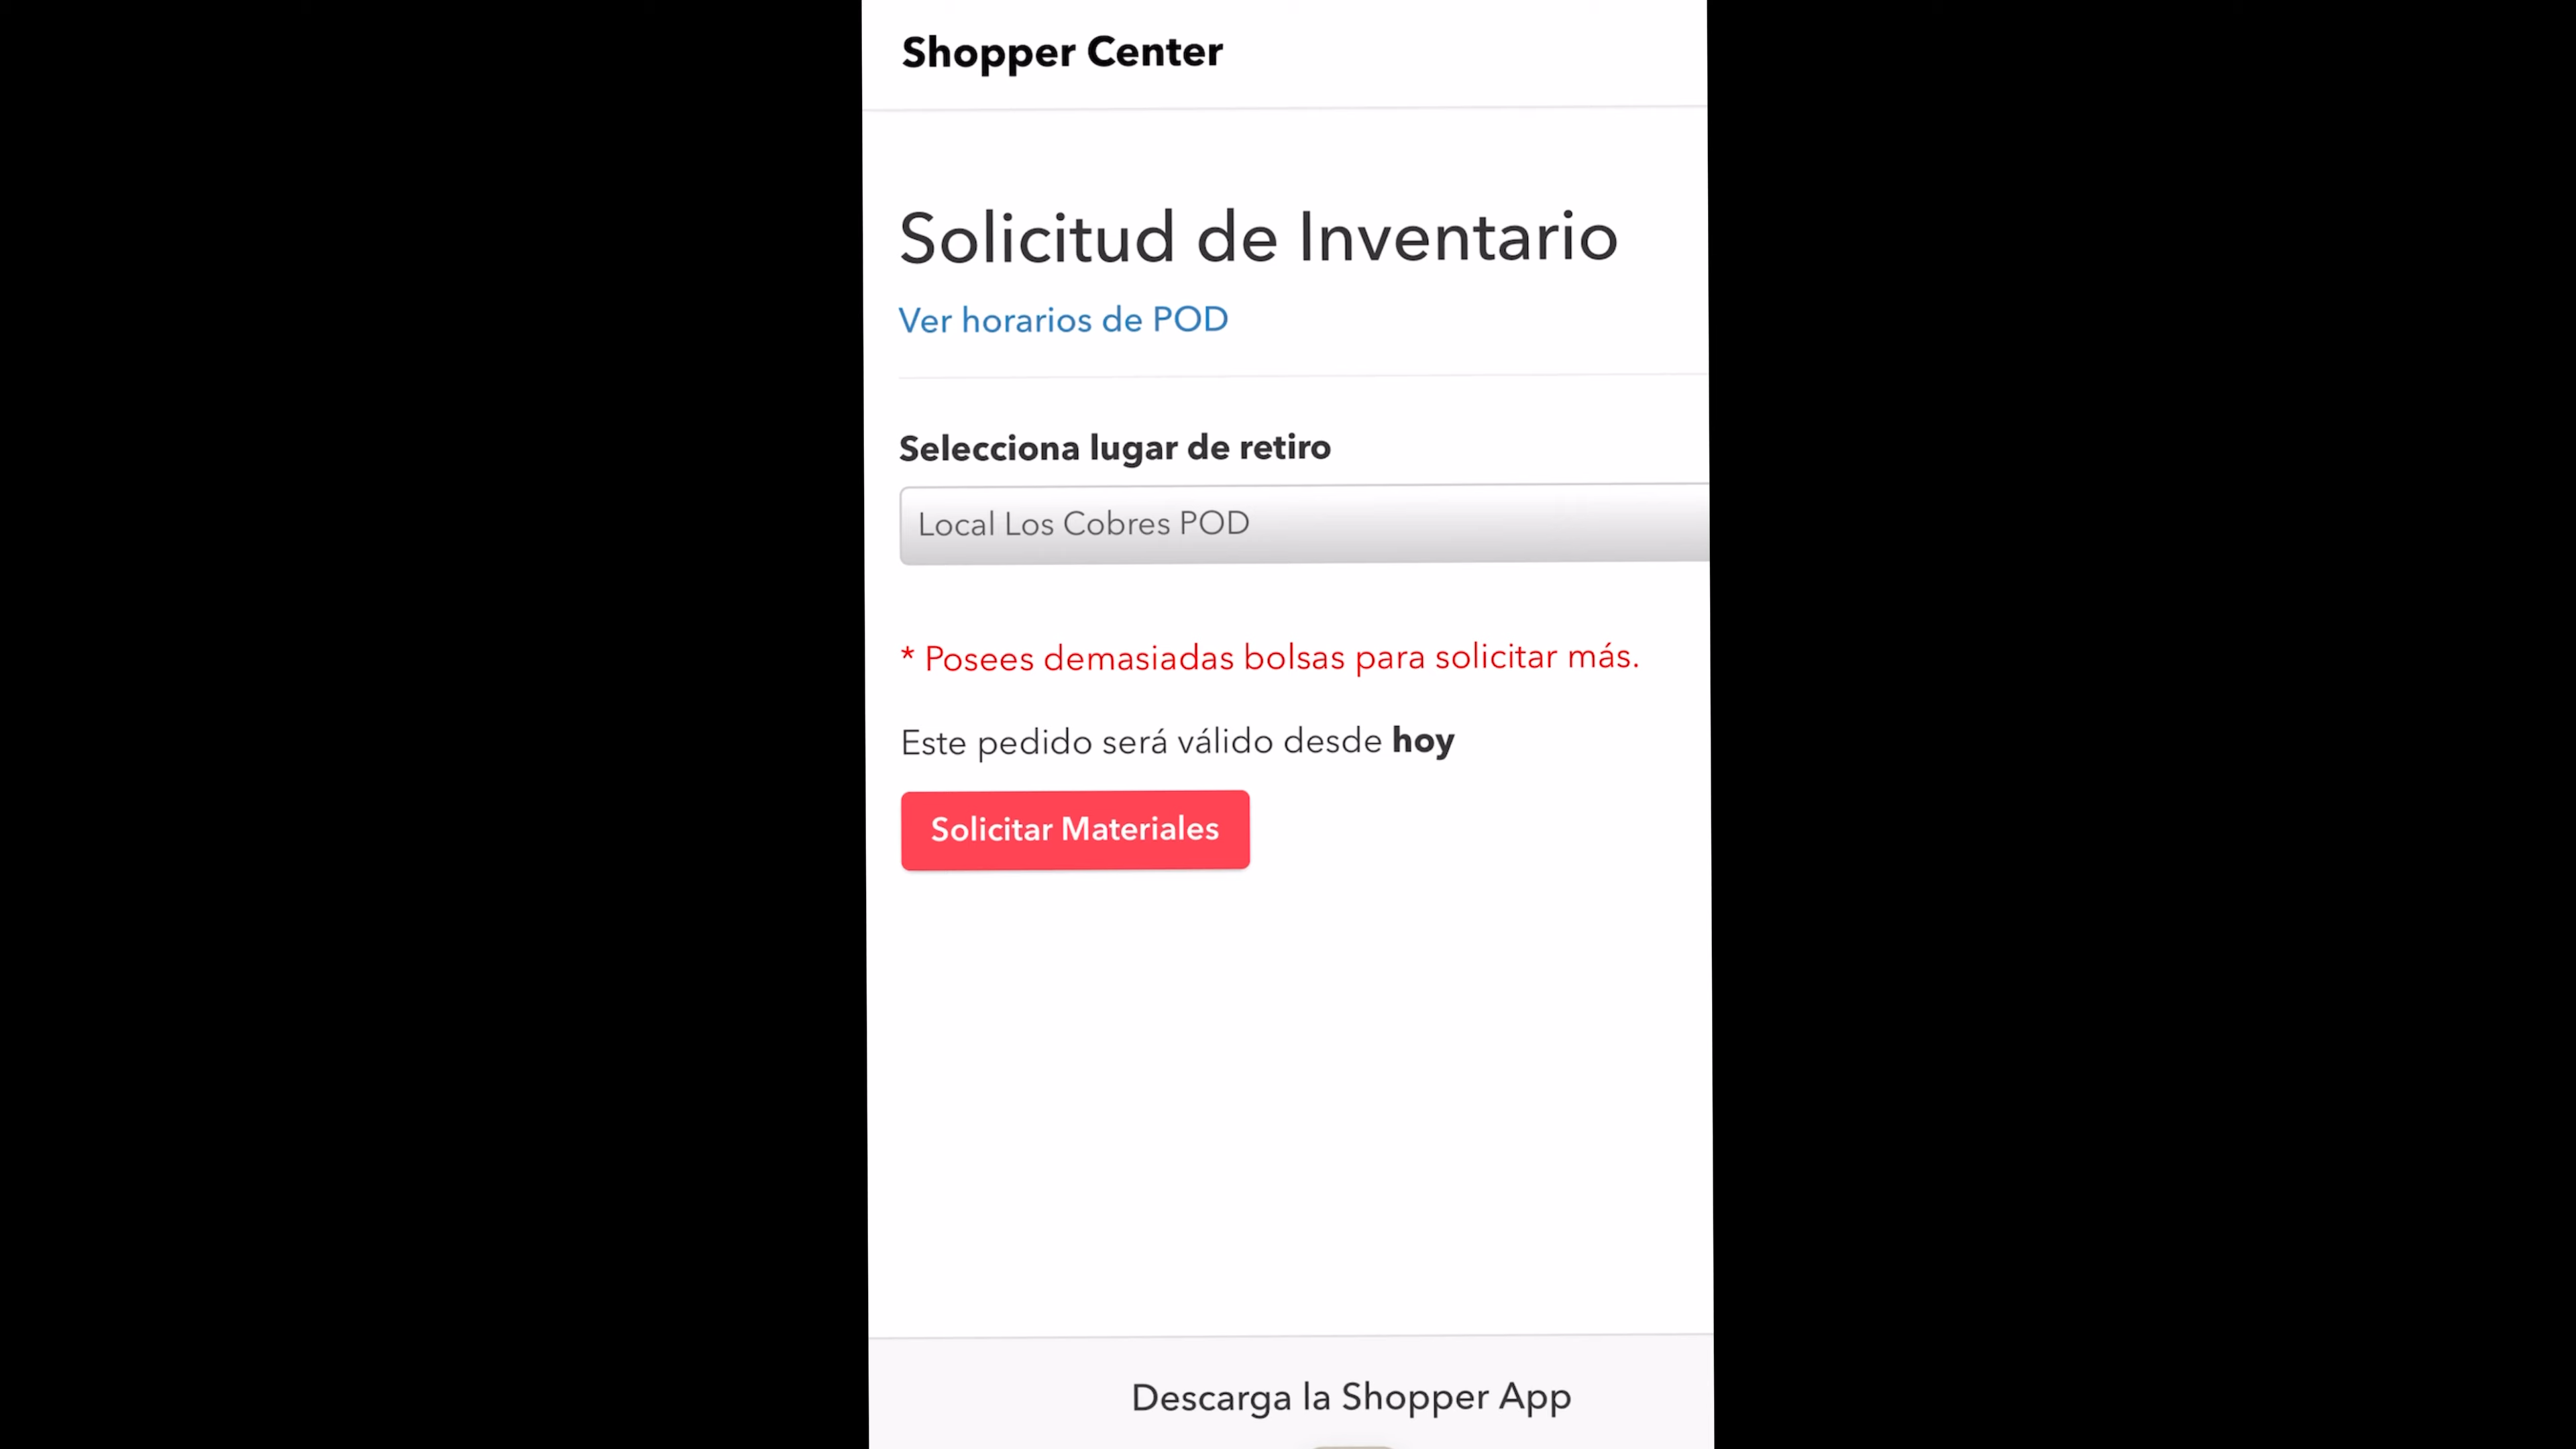 Shopper Center
Solicitud de Inventario
Ver horarios de POD
Selecciona lugar de retiro
Local Los Cobres POD
* Posees demasiadas bolsas para solicitar más.
Este pedido será válido desde hoy
Solicitar Materiales
Descarga la Shopper App